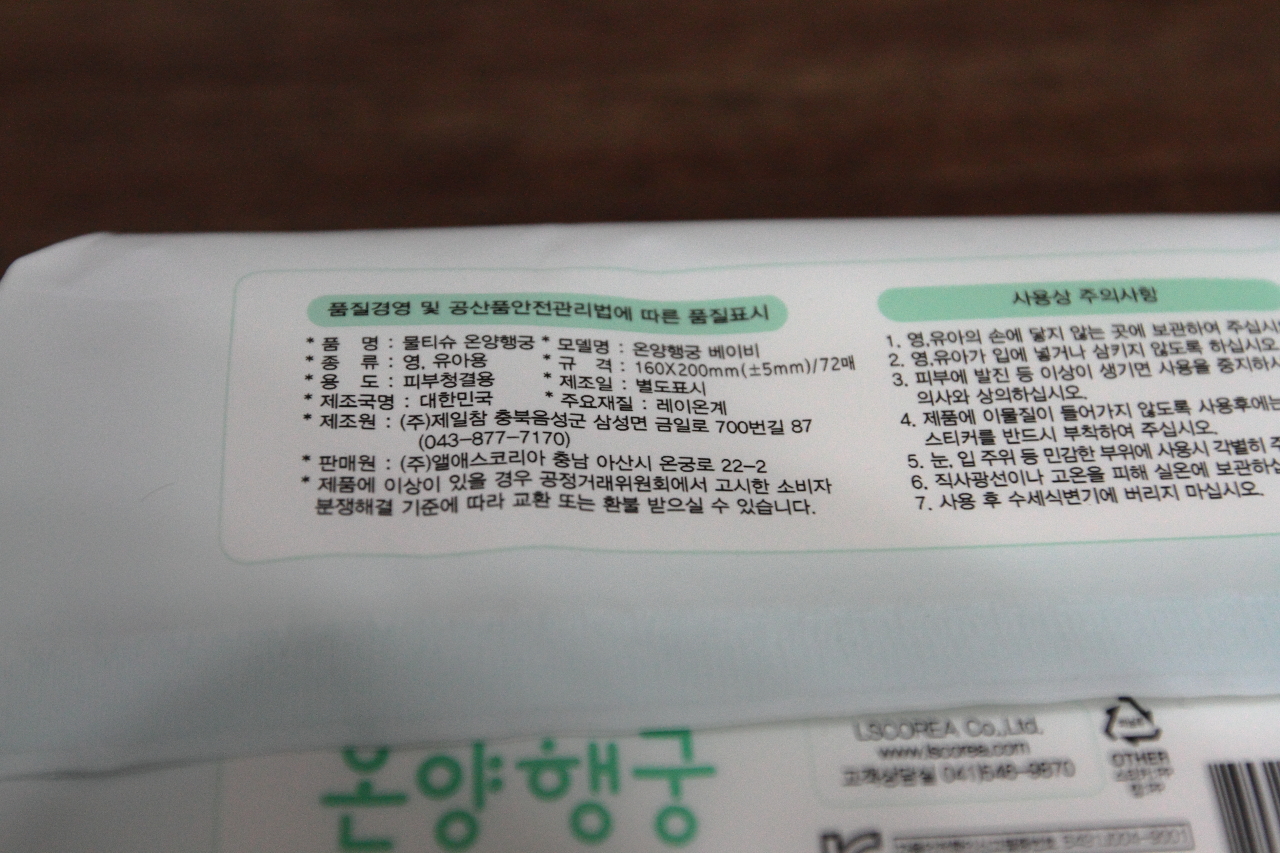 품질경영 및 공산품안전관리법에 따른 품질표시
* 품 명 : 물티슈 온양행궁 * 모델명 : 온양행궁 베이비
* 종 류 : 영, 유아용 * 규 격 : 160X200mm(±5mm)/72매
* 용 도 : 피부청결용 * 제조일 : 별도표시
* 제조국명 : 대한민국 * 주요재질 : 레이온계
* 제조원 : (주)제일참 충북음성군 삼성면 금일로 700번길 87
(043-877-7170)
* 판매원 : (주)앨애스코리아 충남 아산시 온궁로 22-2
* 제품에 이상이 있을 경우 공정거래위원회에서 고시한 소비자
분쟁해결 기준에 따라 교환 또는 환불 받으실 수 있습니다.
사용상 주의사항
1. 영,유아의 손에 닿지 않는 곳에 보관하여 주십시
2. 영,유아가 입에 넣거나 삼키지 않도록 하십시오
3. 피부에 발진 등 이상이 생기면 사용을 중지하시
의사와 상의하십시오.
4. 제품에 이물질이 들어가지 않도록 사용후에는
스티커를 반드시 부착하여 주십시오.
5. 눈, 입 주위 등 민감한 부위에 사용시 각별히 주
6. 직사광선이나 고온을 피해 실온에 보관하십
7. 사용 후 수세식변기에 버리지 마십시오.
온양행궁
LSCOREA Co.,Ltd.
www.lscorea.com
고객상담실 041)546-9870
OTHER